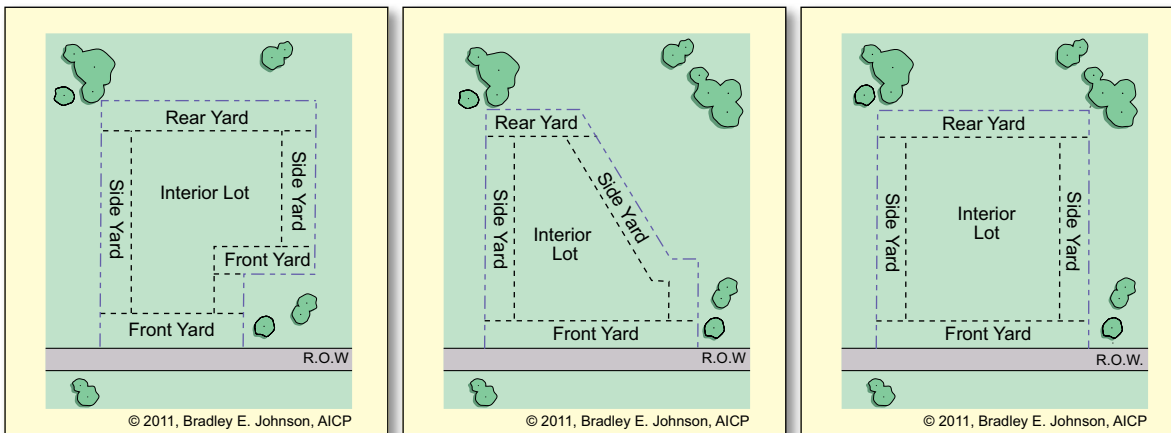 Rear Yard
Side Yard
Interior Lot
Side Yard
Front Yard
Front Yard
R.O.W
© 2011, Bradley E. Johnson, AICP
Rear Yard
Side Yard
Side Yard
Interior
Lot
Front Yard
R.O.W
© 2011, Bradley E. Johnson, AICP
Rear Yard
Side Yard
Interior
Lot
Side Yard
Front Yard
R.O.W.
© 2011, Bradley E. Johnson, AICP